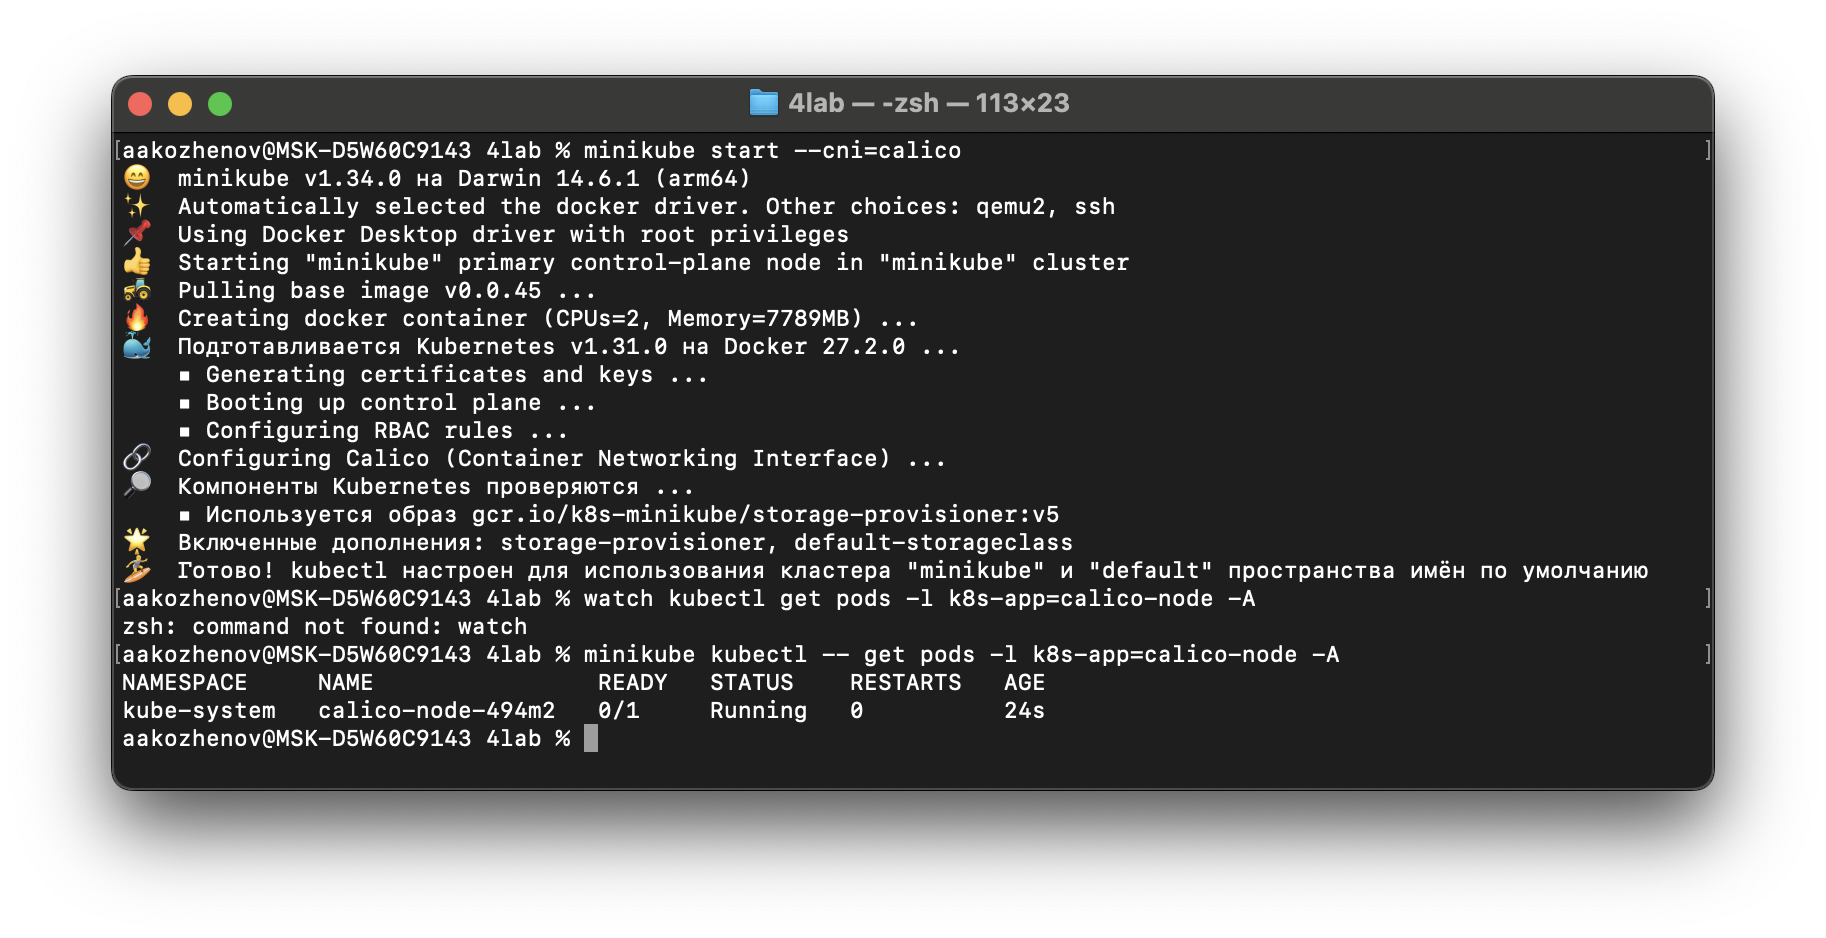 4lab — -zsh — 113×23
aakozhenov@MSK-D5W60C9143 4lab % minikube start --cni=calico
😄  minikube v1.34.0 на Darwin 14.6.1 (arm64)
✨  Automatically selected the docker driver. Other choices: qemu2, ssh
📌  Using Docker Desktop driver with root privileges
👍  Starting "minikube" primary control-plane node in "minikube" cluster
🚜  Pulling base image v0.0.45 ...
🔥  Creating docker container (CPUs=2, Memory=7789MB) ...
🐳  Подготавливается Kubernetes v1.31.0 на Docker 27.2.0 ...
    ▪ Generating certificates and keys ...
    ▪ Booting up control plane ...
    ▪ Configuring RBAC rules ...
🔗  Configuring Calico (Container Networking Interface) ...
🔎  Компоненты Kubernetes проверяются ...
    ▪ Используется образ gcr.io/k8s-minikube/storage-provisioner:v5
🌟  Включенные дополнения: storage-provisioner, default-storageclass
🏄  Готово! kubectl настроен для использования кластера "minikube" и "default" пространства имён по умолчанию
aakozhenov@MSK-D5W60C9143 4lab % watch kubectl get pods -l k8s-app=calico-node -A
zsh: command not found: watch
aakozhenov@MSK-D5W60C9143 4lab % minikube kubectl -- get pods -l k8s-app=calico-node -A
NAMESPACE     NAME                READY   STATUS    RESTARTS   AGE
kube-system   calico-node-494m2   0/1     Running   0          24s
aakozhenov@MSK-D5W60C9143 4lab %